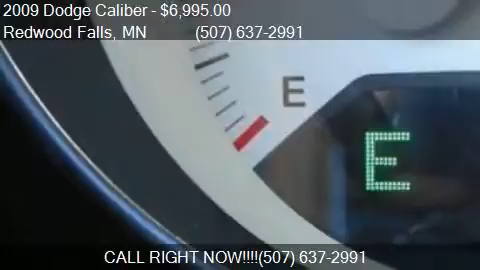 2009 Dodge Caliber - $6,995.00
Redwood Falls, MN (507) 637-2991
E
E
CALL RIGHT NOW!!!!(507) 637-2991